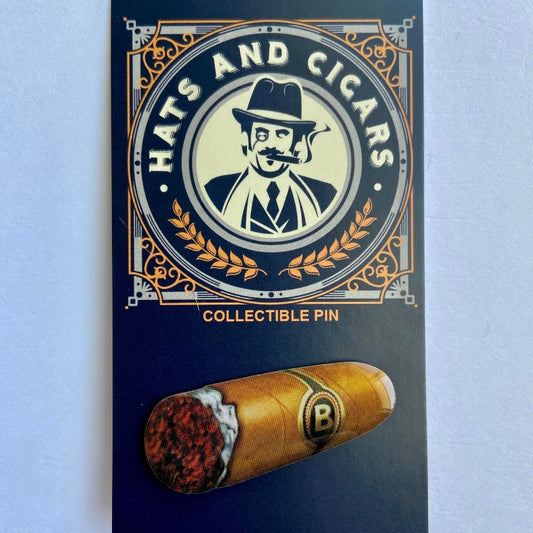 · HATS AND CIGARS ·
COLLECTIBLE PIN
B